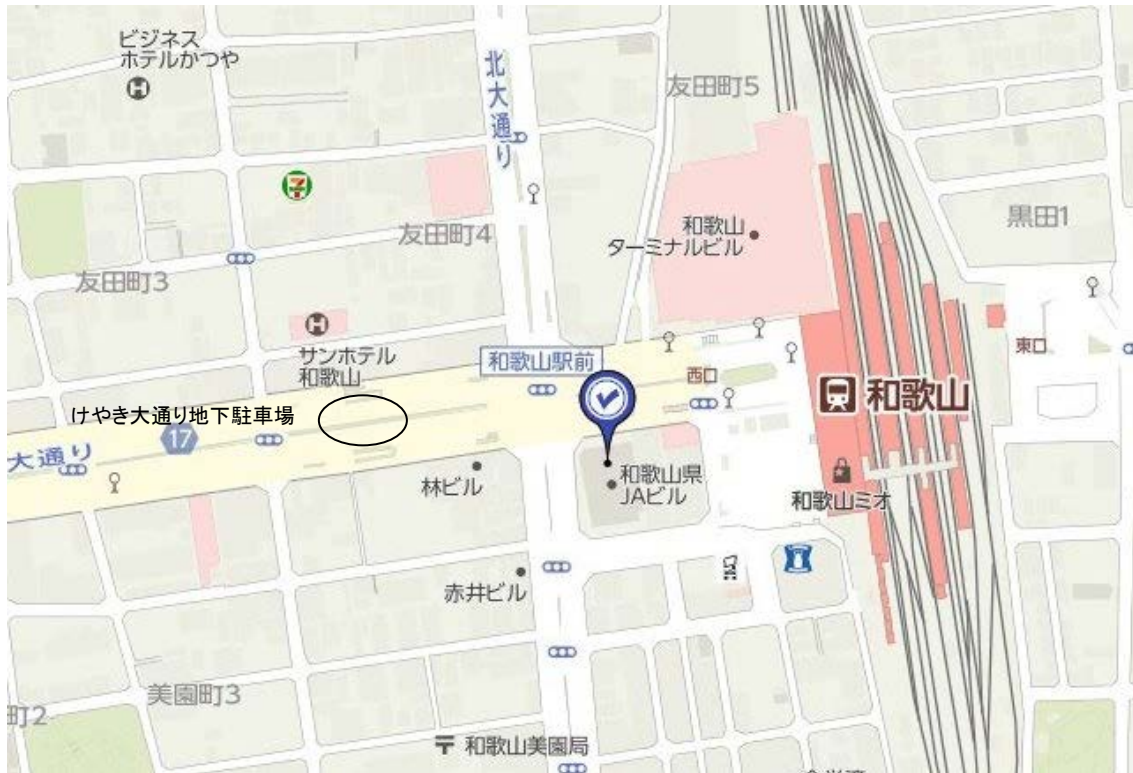 ビジネス
ホテルかつや
北大通り
友田町5
7
和歌山
ターミナルビル
黒田1
友田町4
友田町3
サンホテル
和歌山
和歌山駅前
西口
東口
和歌山
けやき大通り地下駐車場
17
大通り
林ビル
和歌山県
JAビル
和歌山ミオ
赤井ビル
美園町3
町2
〒 和歌山美園局